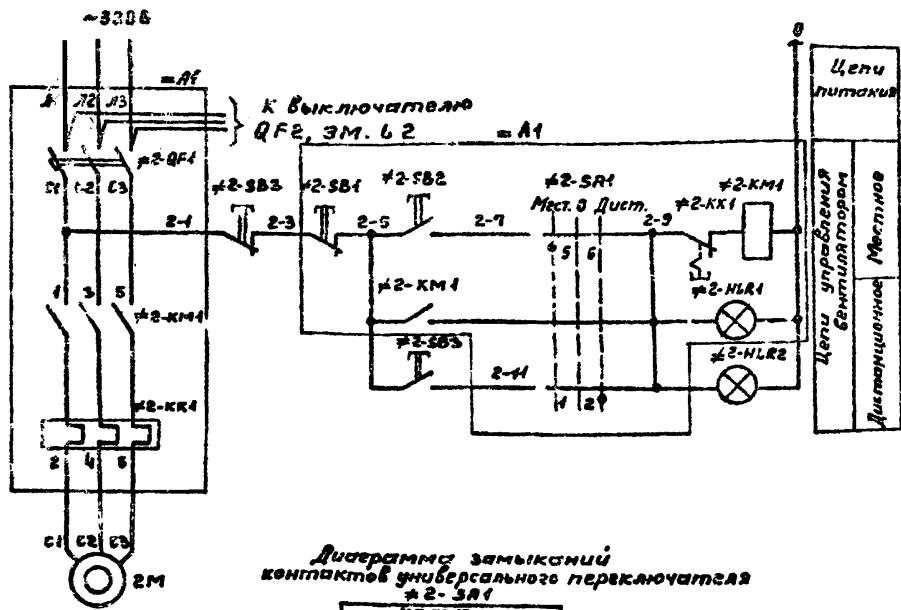 ~380В
=А1
Л2 Л3
К выключателю
QF2, ЭМ. L2
=А1
≠2-QF1
С1 С2 С3
≠2-SB3
≠2-SB1
≠2-SB2
≠2-SA1
Мест. 0 Дист.
≠2-KK1
≠2-KM1
0
2-1
2-3
2-5
2-7
5 6
2-9
1 3 5
≠2-KM1
≠2-KM1
≠2-HLR1
≠2-SB3
2-11
1 2
≠2-HLR2
≠2-KK1
2 4 6
С1 С2 С3
2М
Цепи питания
Цепи управления вентилятором
Местное
Дистанционное
Диаграмма замыканий
контактов универсального переключателя
≠2-SA1